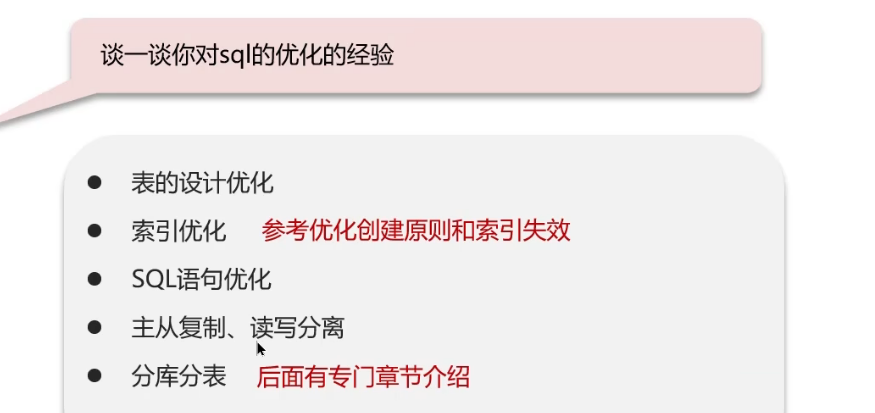 谈一谈你对sql的优化的经验
表的设计优化
索引优化 参考优化创建原则和索引失效
SQL语句优化
主从复制、读写分离
分库分表 后面有专门章节介绍